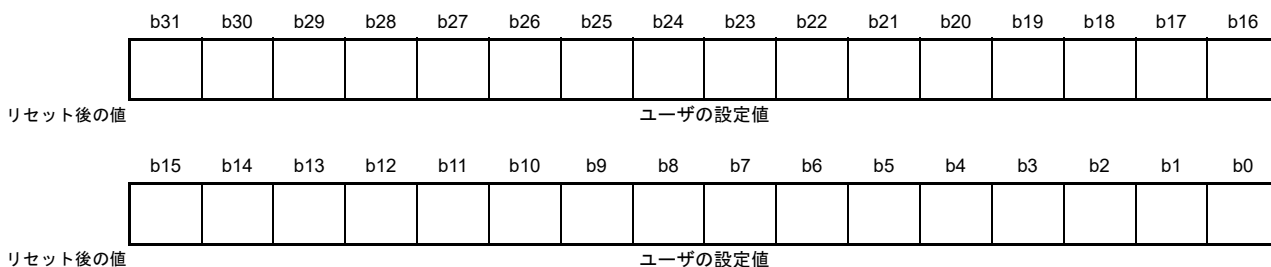 b31 b30 b29 b28 b27 b26 b25 b24 b23 b22 b21 b20 b19 b18 b17 b16
リセット後の値 ユーザの設定値
b15 b14 b13 b12 b11 b10 b9 b8 b7 b6 b5 b4 b3 b2 b1 b0
リセット後の値 ユーザの設定値